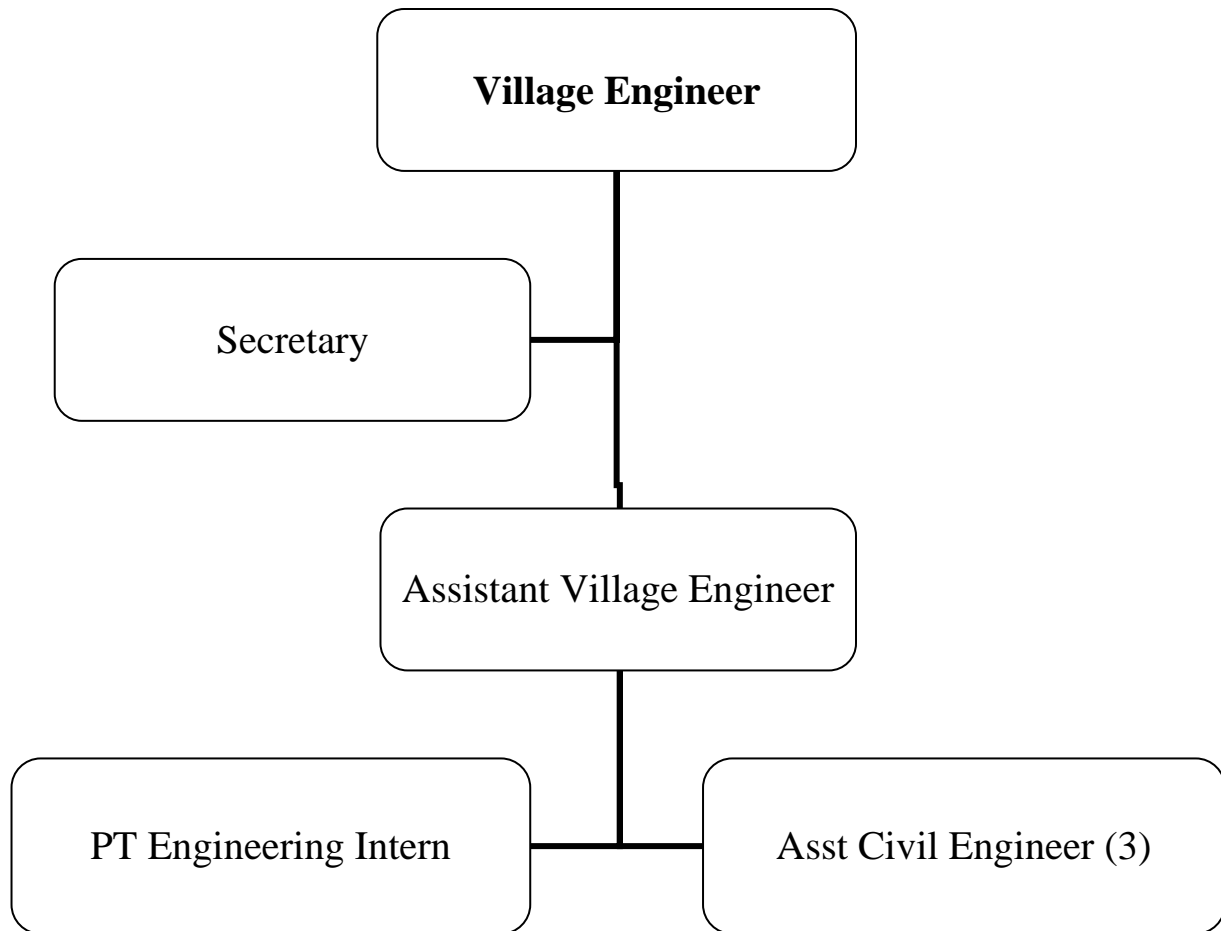 Village Engineer
Secretary
Assistant Village Engineer
PT Engineering Intern
Asst Civil Engineer (3)